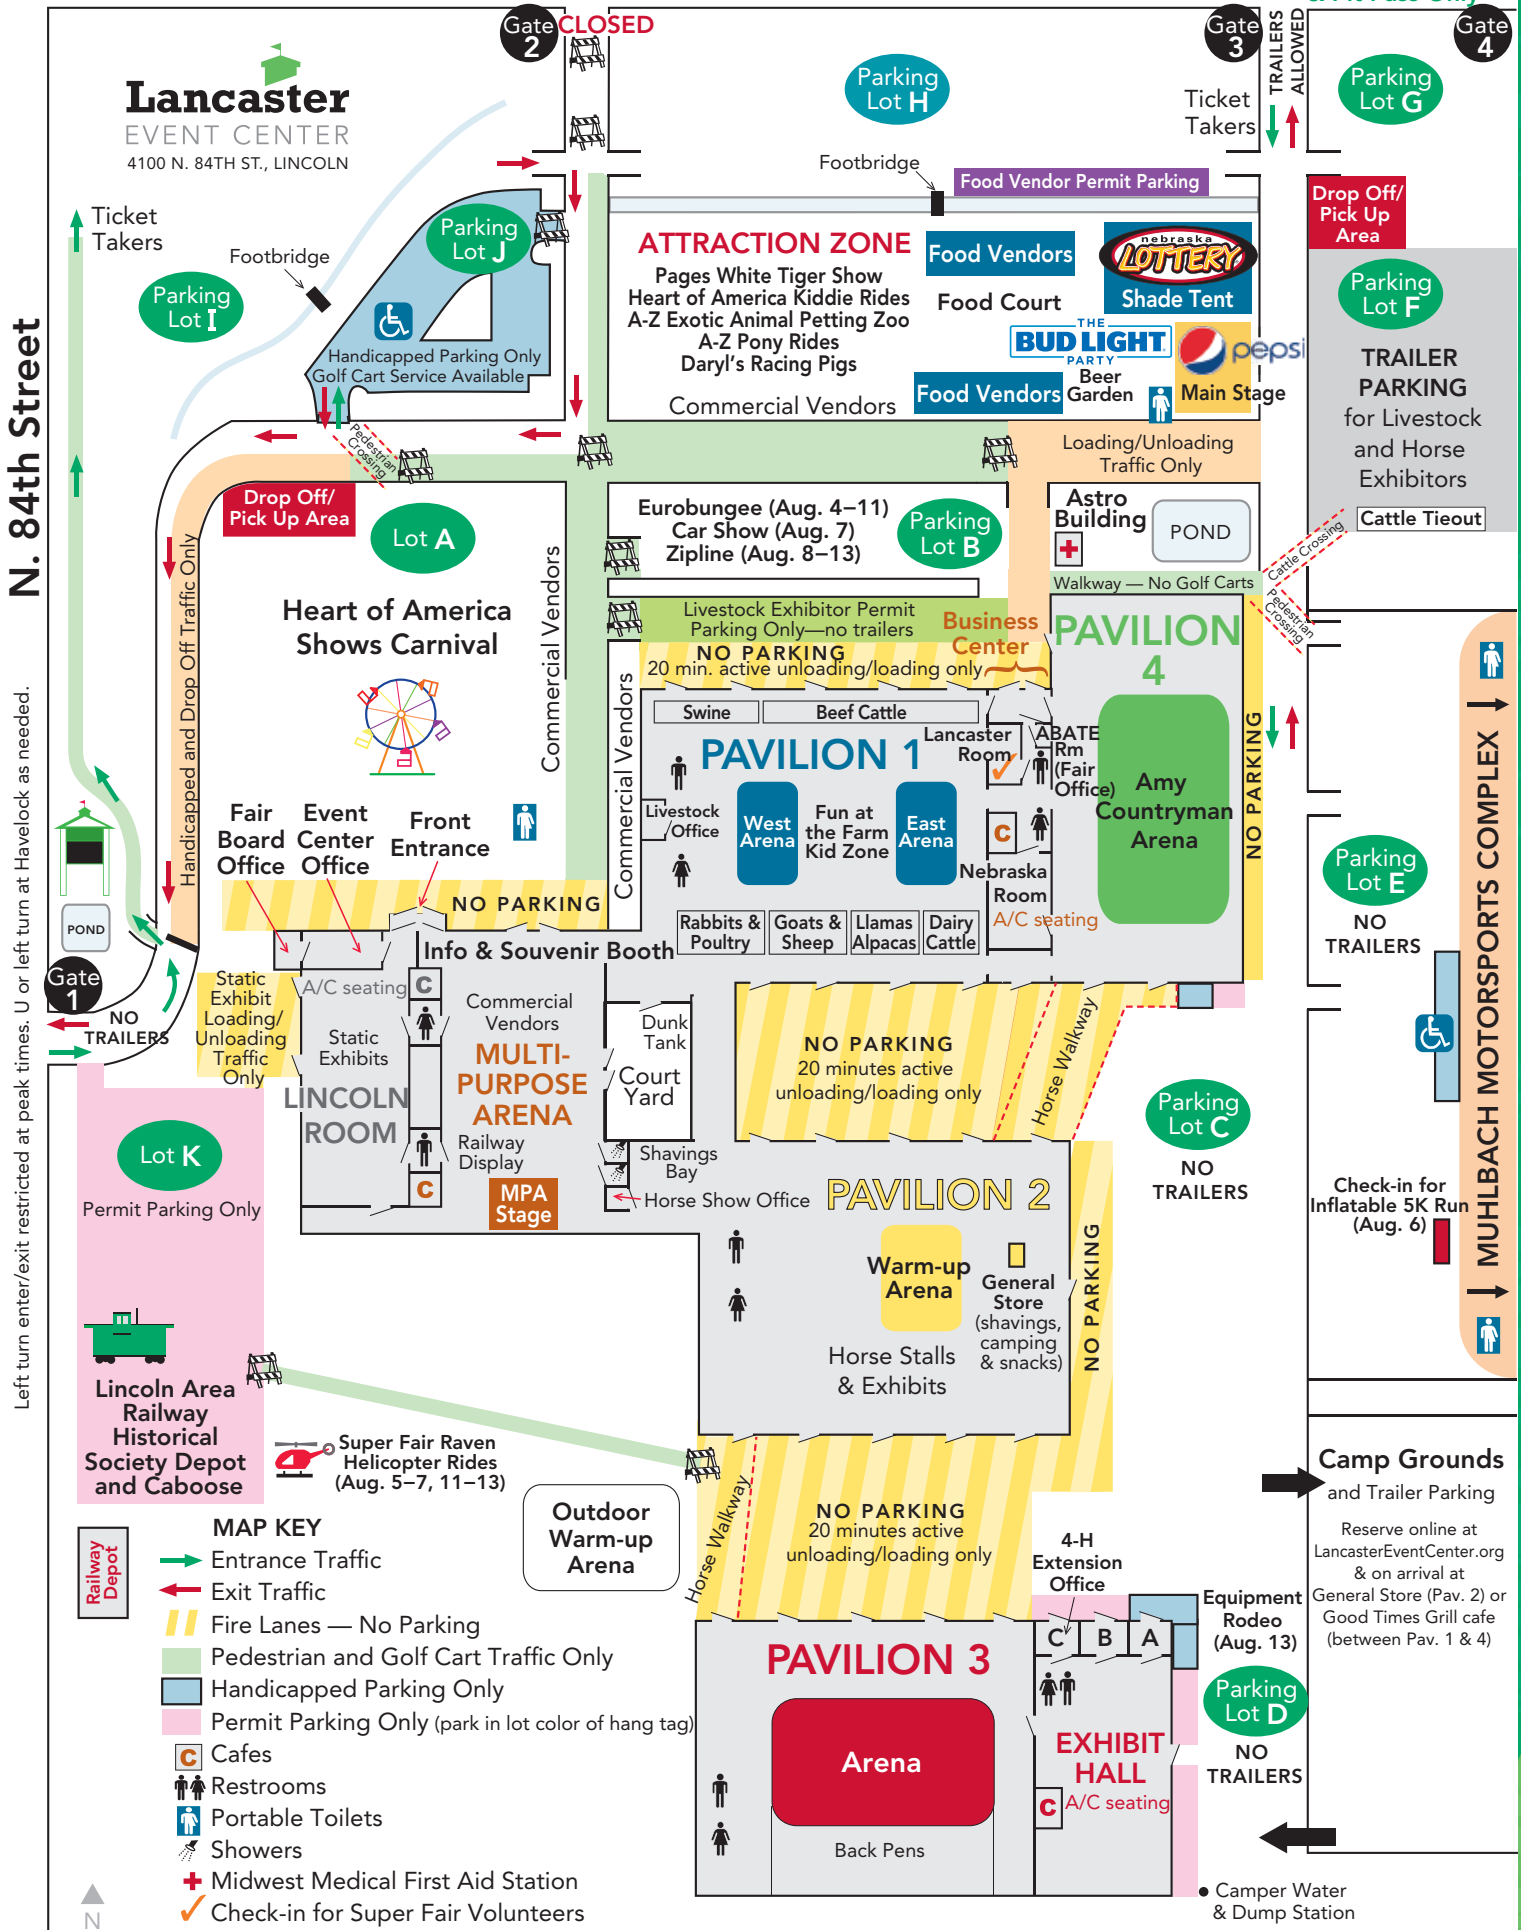 Gate
2
CLOSED
Gate
3
TRAILERS
ALLOWED
Gate
4
Lancaster
EVENT CENTER
4100 N. 84TH ST., LINCOLN
Parking
Lot H
Parking
Lot G
Ticket
Takers
Footbridge
Food Vendor Permit Parking
Drop Off/
Pick Up
Area
Ticket
Takers
Footbridge
Parking
Lot J
Parking
Lot I
Handicapped Parking Only
Golf Cart Service Available
ATTRACTION ZONE
Pages White Tiger Show
Heart of America Kiddie Rides
A-Z Exotic Animal Petting Zoo
A-Z Pony Rides
Daryl's Racing Pigs
Commercial Vendors
Food Vendors
Food Court
nebraska
LOTTERY
Shade Tent
THE
BUD LIGHT
PARTY
Beer
Garden
pepsi
Main Stage
Food Vendors
Parking
Lot F
TRAILER
PARKING
for Livestock
and Horse
Exhibitors
Cattle Tieout
N. 84th Street
Left turn enter/exit restricted at peak times. U or left turn at Havelock as needed.
Pedestrian
Crossing
Loading/Unloading
Traffic Only
Drop Off/
Pick Up Area
Lot A
Handicapped and Drop Off Traffic Only
Heart of America
Shows Carnival
Commercial Vendors
Eurobungee (Aug. 4–11)
Car Show (Aug. 7)
Zipline (Aug. 8–13)
Parking
Lot B
Astro
Building
POND
Cattle Crossing
Pedestrian
Crossing
Walkway — No Golf Carts
Livestock Exhibitor Permit
Parking Only—no trailers
Business
Center
NO PARKING
20 min. active unloading/loading only
PAVILION
4
Amy
Countryman
Arena
NO PARKING
Commercial Vendors
Swine
Beef Cattle
PAVILION 1
Lancaster
Room
ABATE
Rm
(Fair
Office)
Livestock
Office
West
Arena
Fun at
the Farm
Kid Zone
East
Arena
C
Nebraska
Room
A/C seating
Rabbits &
Poultry
Goats &
Sheep
Llamas
Alpacas
Dairy
Cattle
Fair
Board
Office
Event
Center
Office
Front
Entrance
NO PARKING
Info & Souvenir Booth
POND
Gate
1
NO
TRAILERS
Static
Exhibit
Loading/
Unloading
Traffic
Only
A/C seating
C
Static
Exhibits
LINCOLN
ROOM
Commercial
Vendors
MULTI-
PURPOSE
ARENA
Railway
Display
C
MPA
Stage
Dunk
Tank
Court
Yard
Shavings
Bay
Horse Show Office
NO PARKING
20 minutes active
unloading/loading only
Horse Walkway
Parking
Lot E
NO
TRAILERS
MUHLBACH MOTORSPORTS COMPLEX
Parking
Lot C
NO
TRAILERS
Check-in for
Inflatable 5K Run
(Aug. 6)
Lot K
Permit Parking Only
Lincoln Area
Railway
Historical
Society Depot
and Caboose
PAVILION 2
Warm-up
Arena
General
Store
(shavings,
camping
& snacks)
Horse Stalls
& Exhibits
NO PARKING
Super Fair Raven
Helicopter Rides
(Aug. 5–7, 11–13)
Outdoor
Warm-up
Arena
Horse Walkway
NO PARKING
20 minutes active
unloading/loading only
Camp Grounds
and Trailer Parking
Reserve online at
LancasterEventCenter.org
& on arrival at
General Store (Pav. 2) or
Good Times Grill cafe
(between Pav. 1 & 4)
4-H
Extension
Office
C
B
A
Equipment
Rodeo
(Aug. 13)
Parking
Lot D
NO
TRAILERS
PAVILION 3
Arena
Back Pens
EXHIBIT
HALL
C
A/C seating
Railway
Depot
MAP KEY
Entrance Traffic
Exit Traffic
Fire Lanes — No Parking
Pedestrian and Golf Cart Traffic Only
Handicapped Parking Only
Permit Parking Only (park in lot color of hang tag)
C Cafes
Restrooms
Portable Toilets
Showers
Midwest Medical First Aid Station
Check-in for Super Fair Volunteers
N
Camper Water
& Dump Station